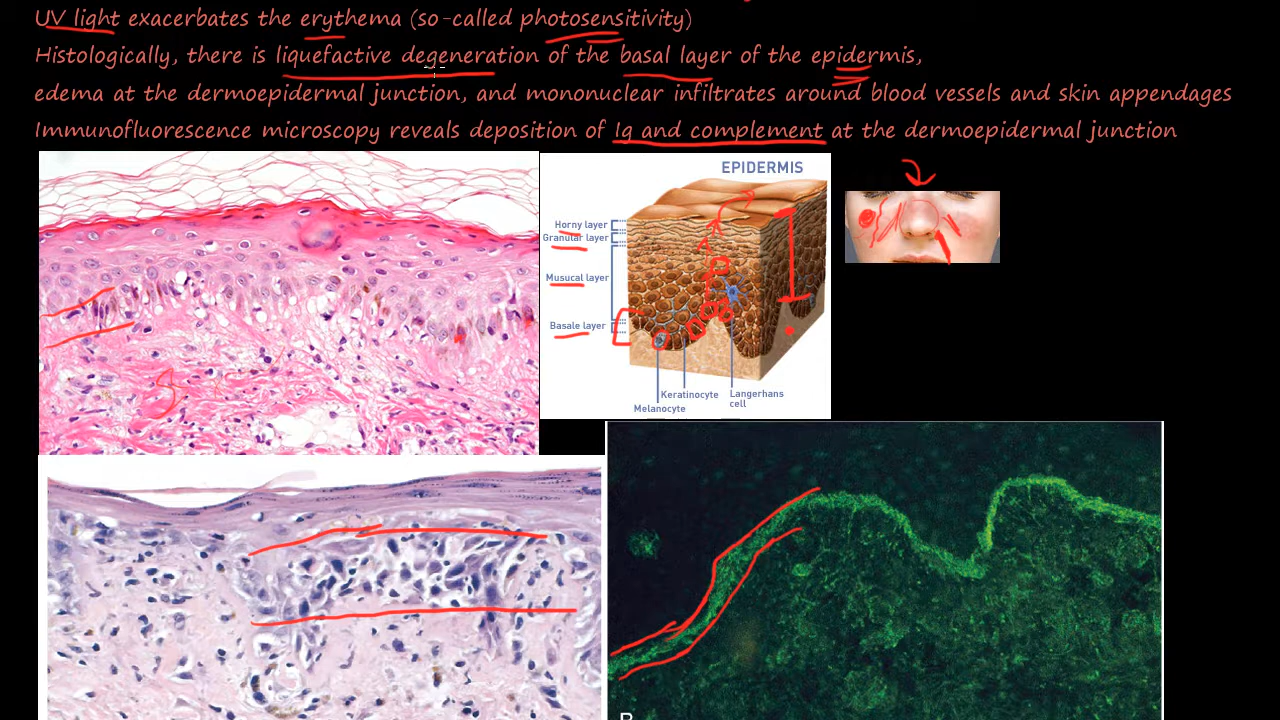 UV light exacerbates the erythema (so-called photosensitivity)
Histologically, there is liquefactive degeneration of the basal layer of the epidermis,
edema at the dermoepidermal junction, and mononuclear infiltrates around blood vessels and skin appendages
Immunofluorescence microscopy reveals deposition of Ig and complement at the dermoepidermal junction
EPIDERMIS
Horny layer
Granular layer
Musucal layer
Basale layer
Keratinocyte
Langerhans
cell
Melanocyte